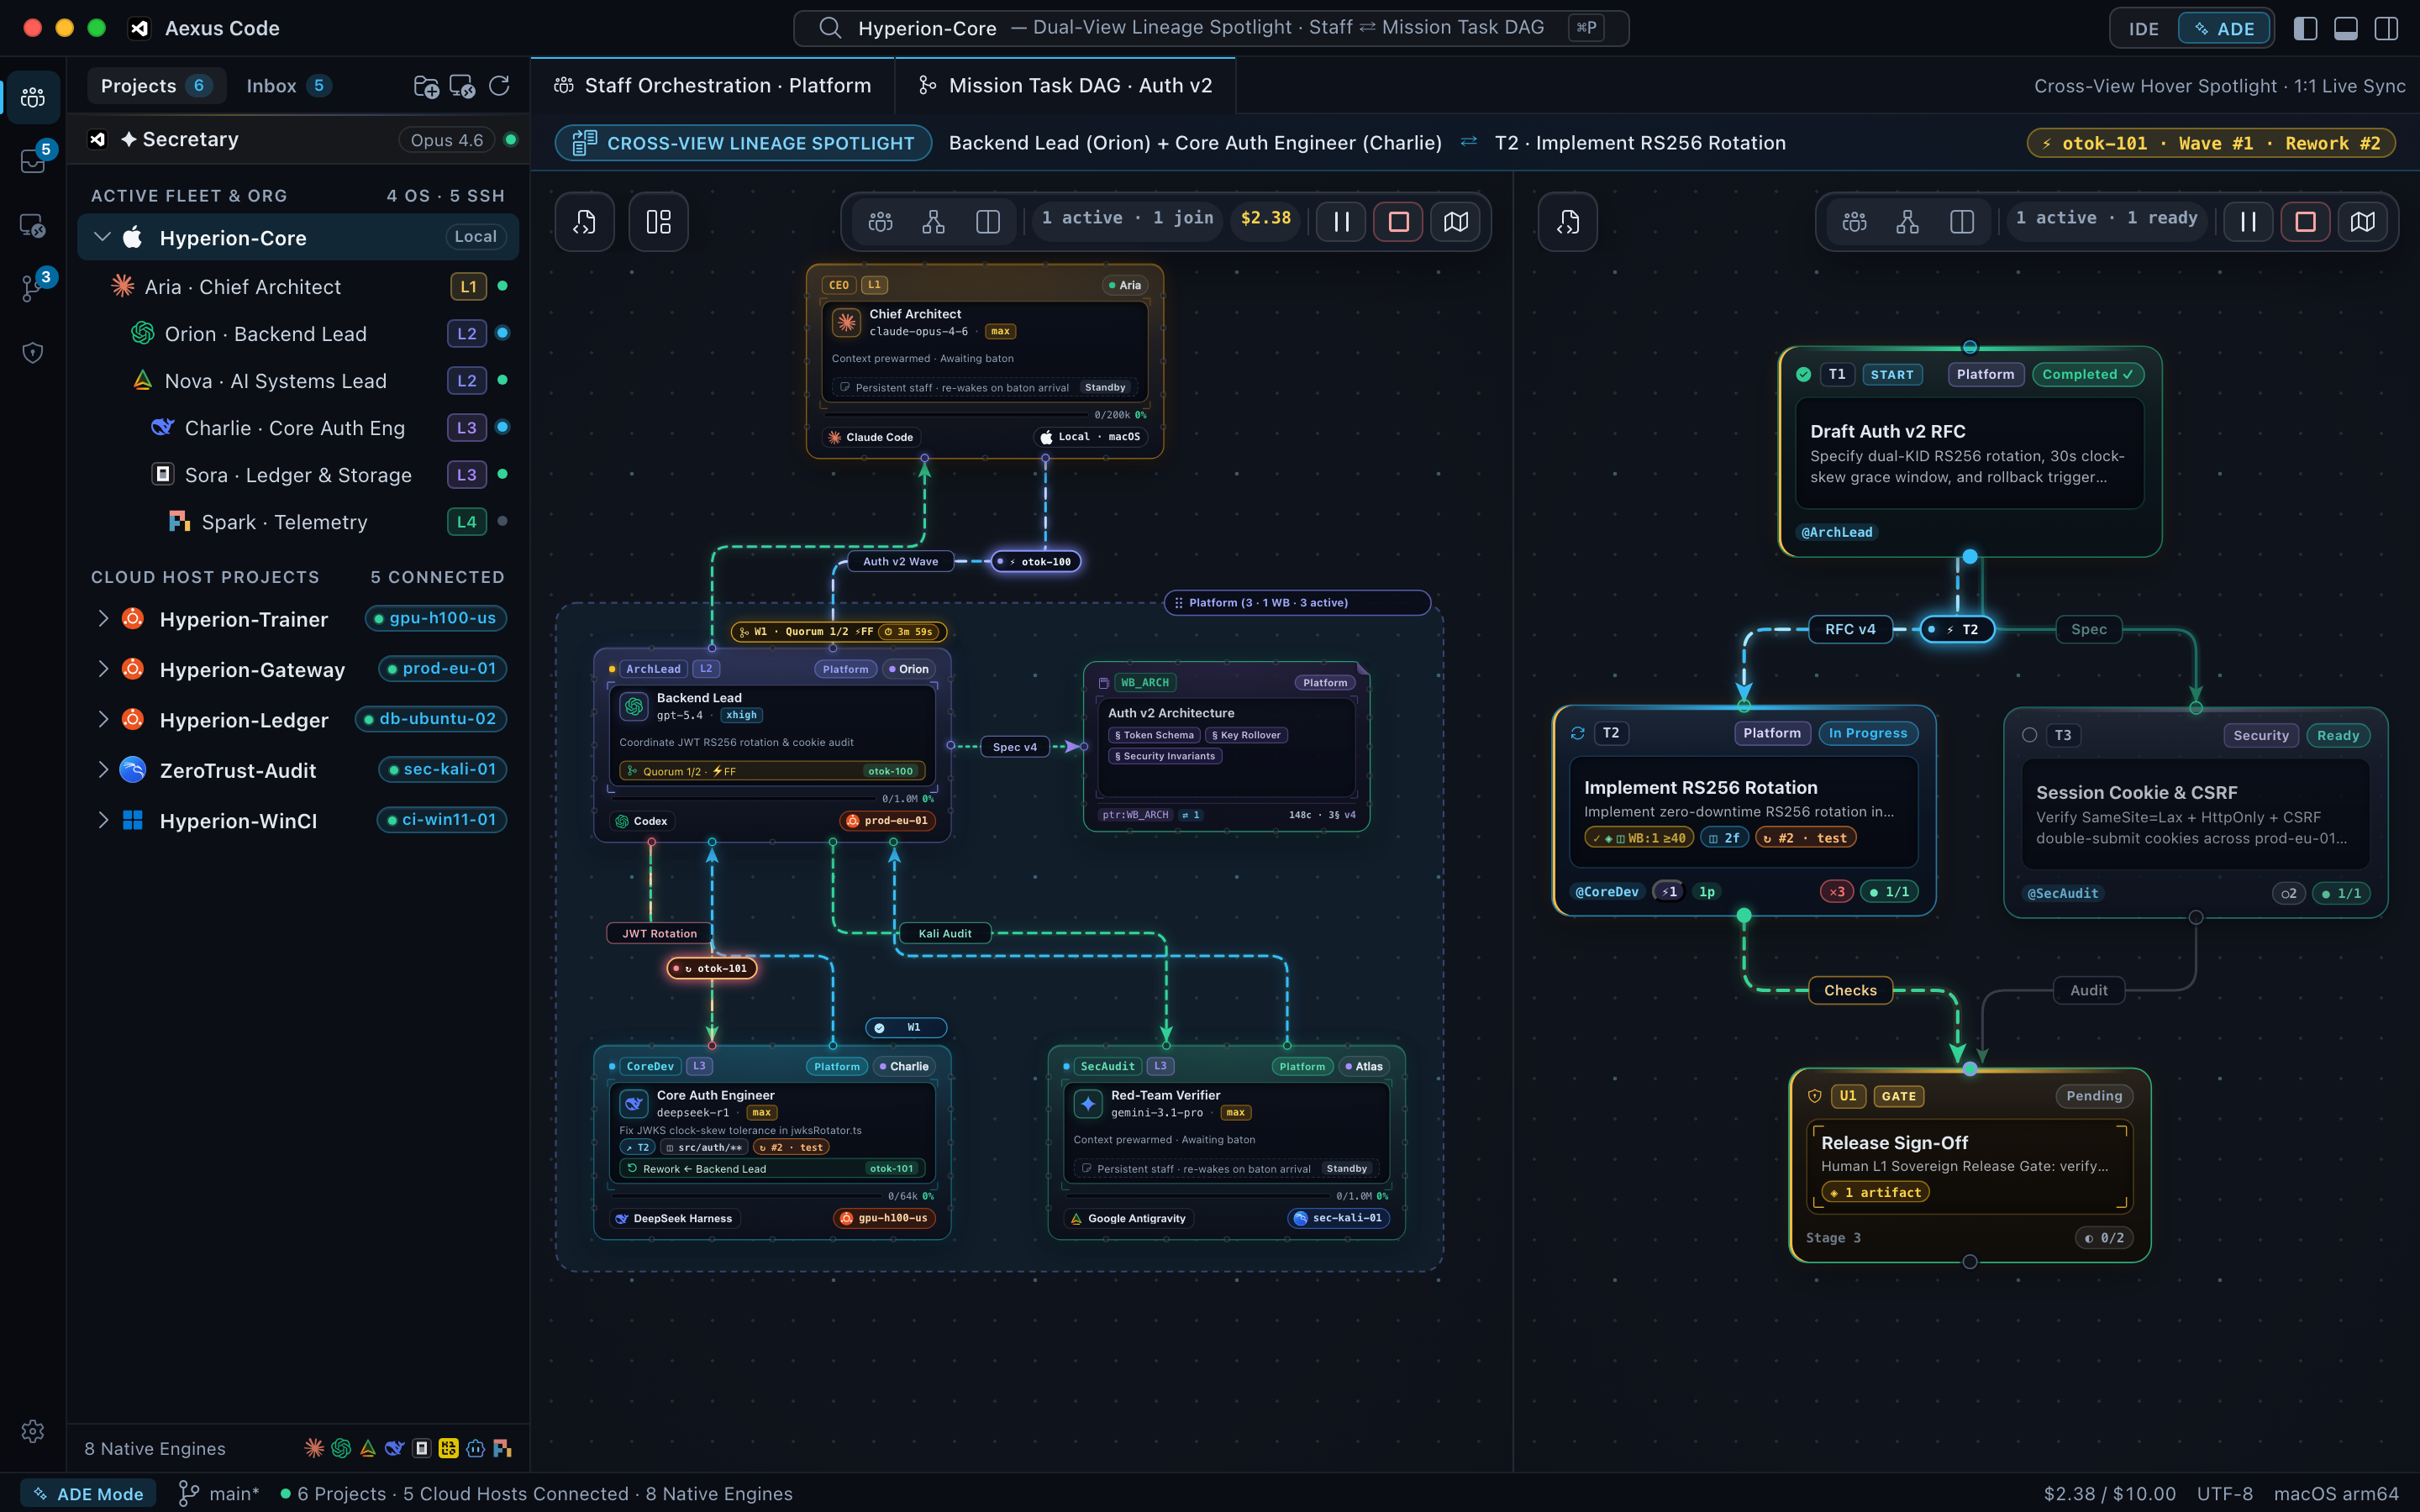 Aexus Code
Hyperion-Core — Dual-View Lineage Spotlight · Staff ⇄ Mission Task DAG ⌘P
IDE ADE
Projects 6 Inbox 5
✦ Secretary Opus 4.6
5
3
ACTIVE FLEET & ORG 4 OS · 5 SSH
Hyperion-Core Local
Aria · Chief Architect L1
Orion · Backend Lead L2
Nova · AI Systems Lead L2
Charlie · Core Auth Eng L3
Sora · Ledger & Storage L3
Spark · Telemetry L4
CLOUD HOST PROJECTS 5 CONNECTED
Hyperion-Trainer gpu-h100-us
Hyperion-Gateway prod-eu-01
Hyperion-Ledger db-ubuntu-02
ZeroTrust-Audit sec-kali-01
Hyperion-WinCI ci-win11-01
8 Native Engines
Staff Orchestration · Platform
Mission Task DAG · Auth v2
Cross-View Hover Spotlight · 1:1 Live Sync
CROSS-VIEW LINEAGE SPOTLIGHT Backend Lead (Orion) + Core Auth Engineer (Charlie) ⇄ T2 · Implement RS256 Rotation
⚡ otok-101 · Wave #1 · Rework #2
1 active · 1 join $2.38
CEO L1 Aria
Chief Architect
claude-opus-4-6 · max
Context prewarmed · Awaiting baton
Persistent staff · re-wakes on baton arrival Standby
0/200k 0%
Claude Code Local · macOS
Auth v2 Wave ⚡ otok-100
Platform (3 · 1 WB · 3 active)
W1 · Quorum 1/2 ⚡FF ⏱ 3m 59s
ArchLead L2 Platform Orion
Backend Lead
gpt-5.4 · xhigh
Coordinate JWT RS256 rotation & cookie audit
Quorum 1/2 · ⚡FF otok-100
0/1.0M 0%
Codex prod-eu-01
Spec v4
WB_ARCH Platform
Auth v2 Architecture
§ Token Schema § Key Rollover
§ Security Invariants
ptr:WB_ARCH ⇄ 1 148c · 3§ v4
JWT Rotation
Kali Audit
↻ otok-101
W1
CoreDev L3 Platform Charlie
Core Auth Engineer
deepseek-r1 · max
Fix JWKS clock-skew tolerance in jwksRotator.ts
↗ T2 ◫ src/auth/** ↻ #2 · test
Rework ← Backend Lead otok-101
0/64k 0%
DeepSeek Harness gpu-h100-us
SecAudit L3 Platform Atlas
Red-Team Verifier
gemini-3.1-pro · max
Context prewarmed · Awaiting baton
Persistent staff · re-wakes on baton arrival Standby
0/1.0M 0%
Google Antigravity sec-kali-01
1 active · 1 ready
T1 START Platform Completed ✓
Draft Auth v2 RFC
Specify dual-KID RS256 rotation, 30s clock-
skew grace window, and rollback trigger...
@ArchLead
RFC v4 ⚡ T2 Spec
T2 Platform In Progress
Implement RS256 Rotation
Implement zero-downtime RS256 rotation in...
✓ ◈ ◫ WB:1 ≥40 ◫ 2f ↻ #2 · test
@CoreDev ⚡1 1p ×3 ● 1/1
T3 Security Ready
Session Cookie & CSRF
Verify SameSite=Lax + HttpOnly + CSRF
double-submit cookies across prod-eu-01...
@SecAudit ○2 ● 1/1
Checks
Audit
U1 GATE Pending
Release Sign-Off
Human L1 Sovereign Release Gate: verify...
◈ 1 artifact
Stage 3 ◐ 0/2
ADE Mode main* 6 Projects · 5 Cloud Hosts Connected · 8 Native Engines
$2.38 / $10.00 UTF-8 macOS arm64